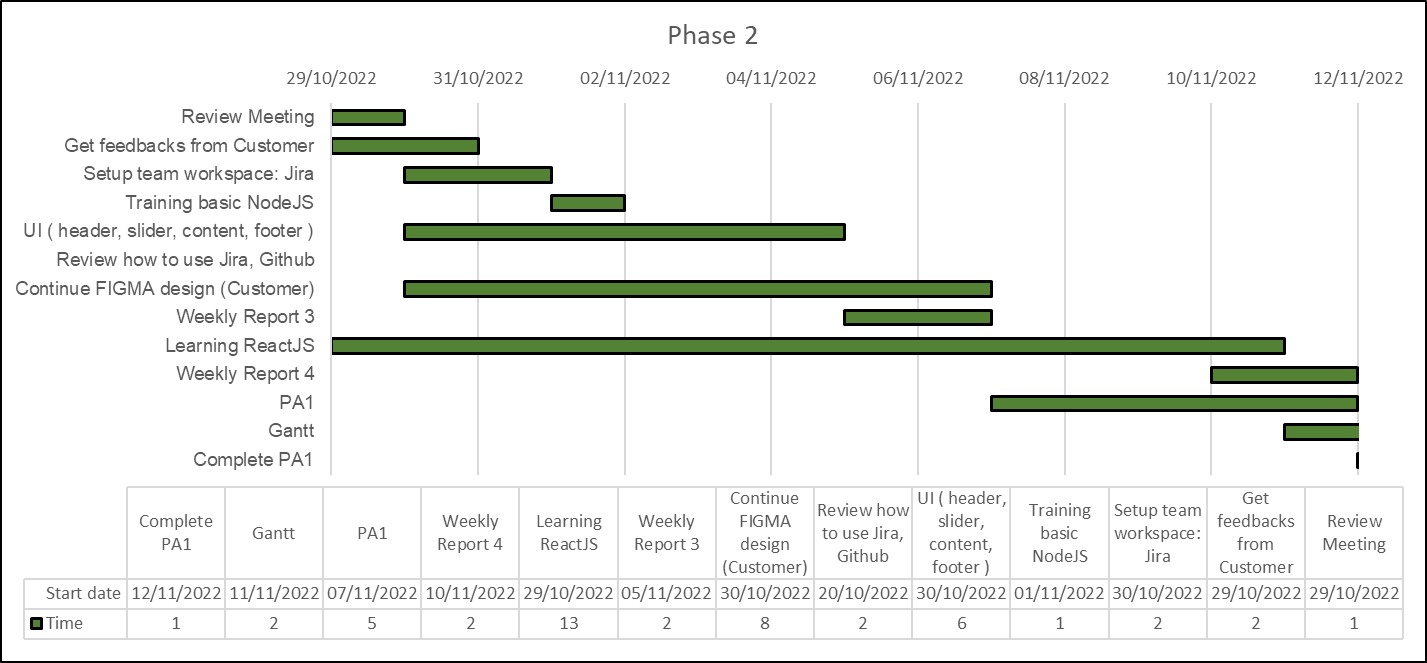 Phase 2
29/10/2022 31/10/2022 02/11/2022 04/11/2022 06/11/2022 08/11/2022 10/11/2022 12/11/2022
Review Meeting
Get feedbacks from Customer
Setup team workspace: Jira
Training basic NodeJS
UI ( header, slider, content, footer )
Review how to use Jira, Github
Continue FIGMA design (Customer)
Weekly Report 3
Learning ReactJS
Weekly Report 4
PA1
Gantt
Complete PA1
Complete
PA1
Gantt
PA1
Weekly
Report 4
Learning
ReactJS
Weekly
Report 3
Continue
FIGMA
design
(Customer)
Review how
to use Jira,
Github
UI ( header,
slider,
content,
footer )
Training
basic
NodeJS
Setup team
workspace:
Jira
Get
feedbacks
from
Customer
Review
Meeting
Start date 12/11/2022 11/11/2022 07/11/2022 10/11/2022 29/10/2022 05/11/2022 30/10/2022 20/10/2022 30/10/2022 01/11/2022 30/10/2022 29/10/2022 29/10/2022
Time 1 2 5 2 13 2 8 2 6 1 2 2 1